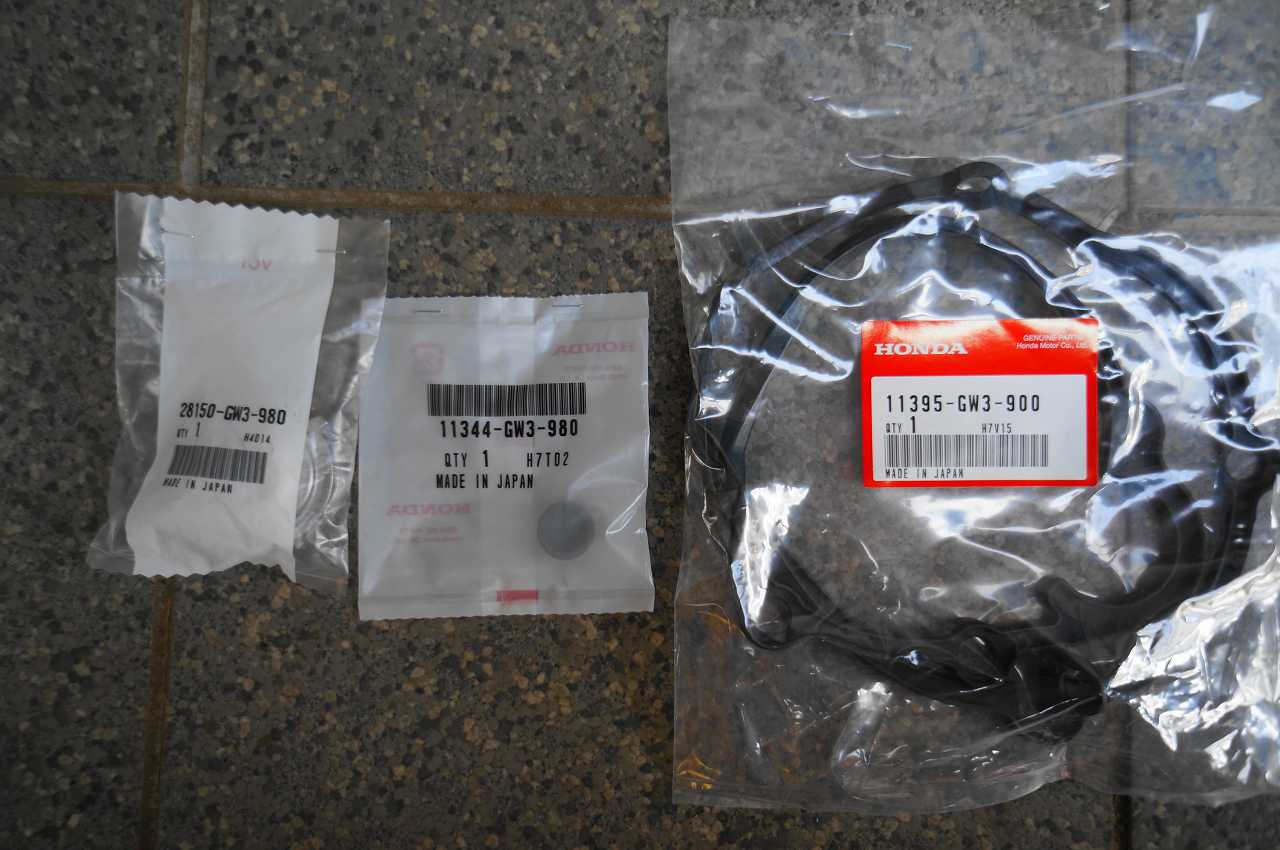 VCI
28150-GW3-980
QTY 1 H4014
MADE IN JAPAN
HONDA
11344-GW3-980
QTY 1 H7T02
MADE IN JAPAN
HONDA
HONDA
GENUINE PARTS
Honda Motor Co., Ltd.
11395-GW3-900
QTY 1 H7V15
MADE IN JAPAN